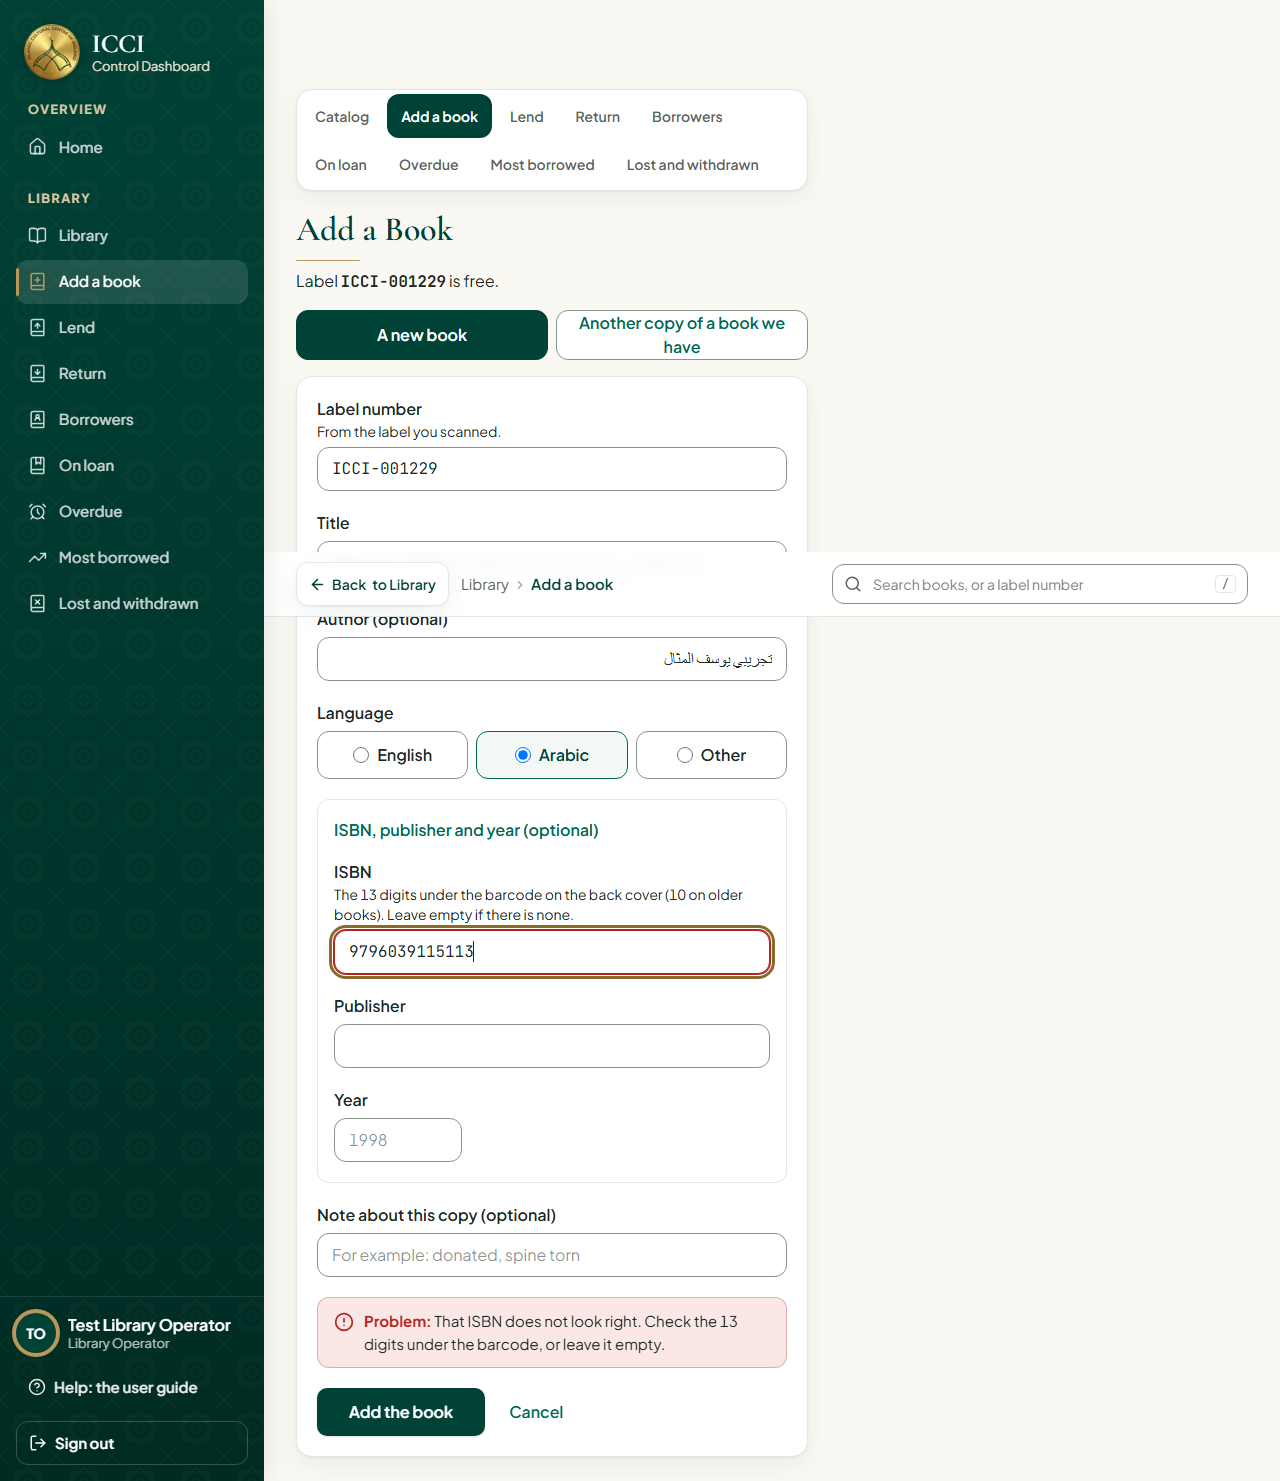 ICCI
Control Dashboard
OVERVIEW
Home
LIBRARY
Library
Add a book
Lend
Return
Borrowers
On loan
Overdue
Most borrowed
Lost and withdrawn
TO
Test Library Operator
Library Operator
Help: the user guide
Sign out
Catalog
Add a book
Lend
Return
Borrowers
On loan
Overdue
Most borrowed
Lost and withdrawn
Add a Book
Label ICCI-001229 is free.
A new book
Another copy of a book we
have
Label number
From the label you scanned.
ICCI-001229
Title
Back to Library
Library
Add a book
Search books, or a label number
/
Author (optional)
تجريبي يوسف المثال
Language
English
Arabic
Other
ISBN, publisher and year (optional)
ISBN
The 13 digits under the barcode on the back cover (10 on older
books). Leave empty if there is none.
9796039115113
Publisher
Year
1998
Note about this copy (optional)
For example: donated, spine torn
Problem: That ISBN does not look right. Check the 13
digits under the barcode, or leave it empty.
Add the book
Cancel